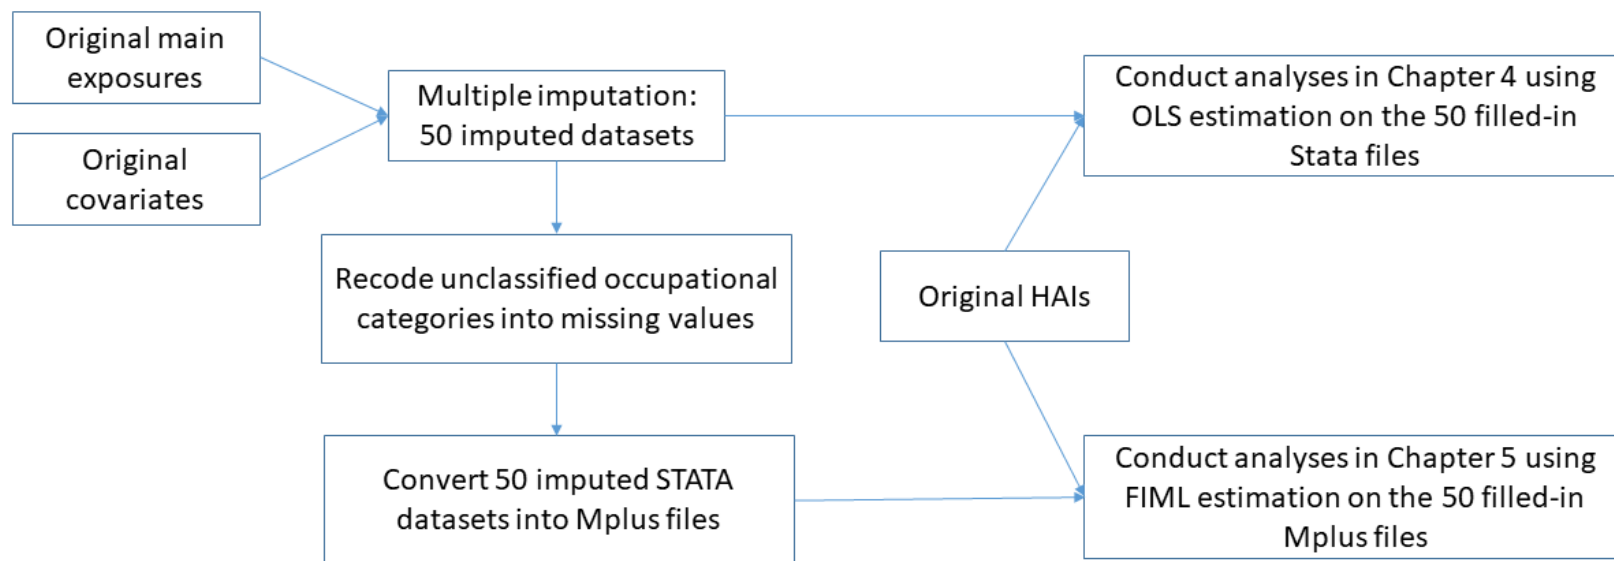 Original main
exposures
Original
covariates
Multiple imputation:
50 imputed datasets
Conduct analyses in Chapter 4 using
OLS estimation on the 50 filled-in
Stata files
Recode unclassified occupational
categories into missing values
Original HAIs
Convert 50 imputed STATA
datasets into Mplus files
Conduct analyses in Chapter 5 using
FIML estimation on the 50 filled-in
Mplus files